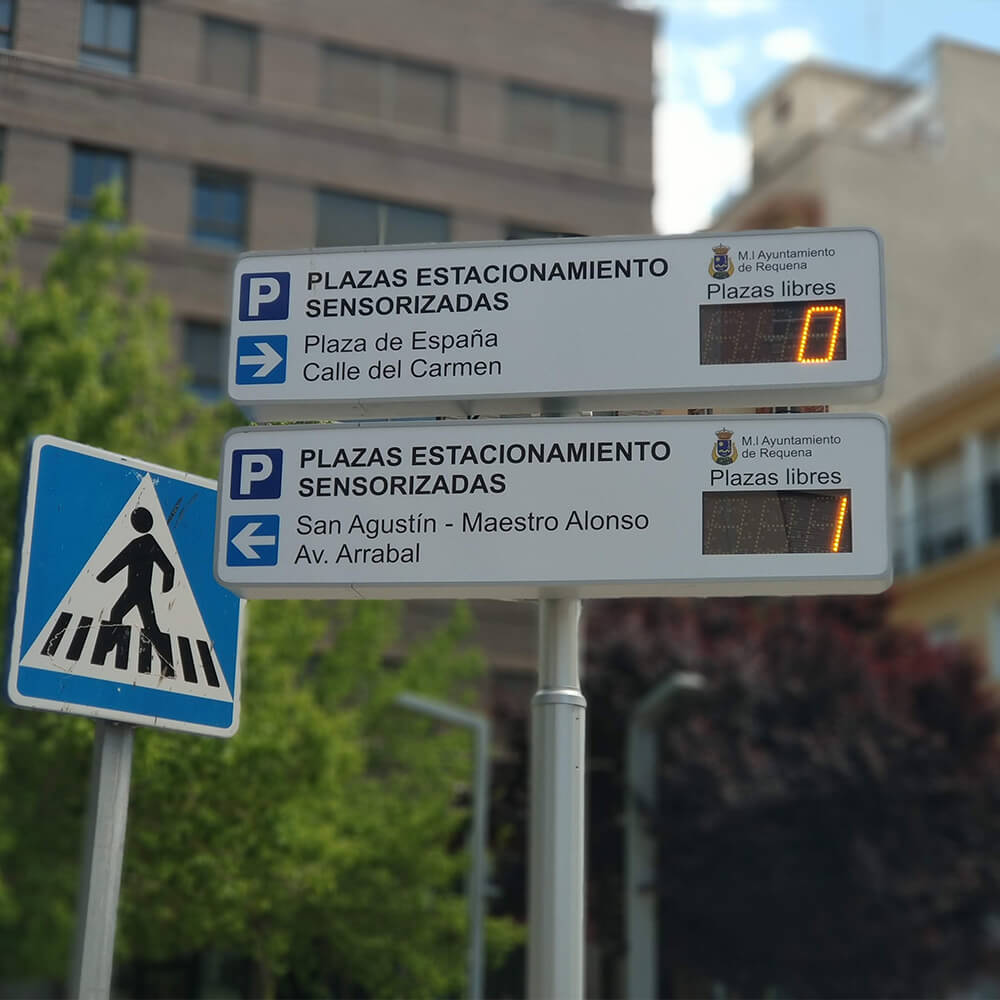 P
PLAZAS ESTACIONAMIENTO
SENSORIZADAS
Plaza de España
Calle del Carmen
M.I Ayuntamiento
de Requena
Plazas libres
0
P
PLAZAS ESTACIONAMIENTO
SENSORIZADAS
San Agustín - Maestro Alonso
Av. Arrabal
M.I Ayuntamiento
de Requena
Plazas libres
1